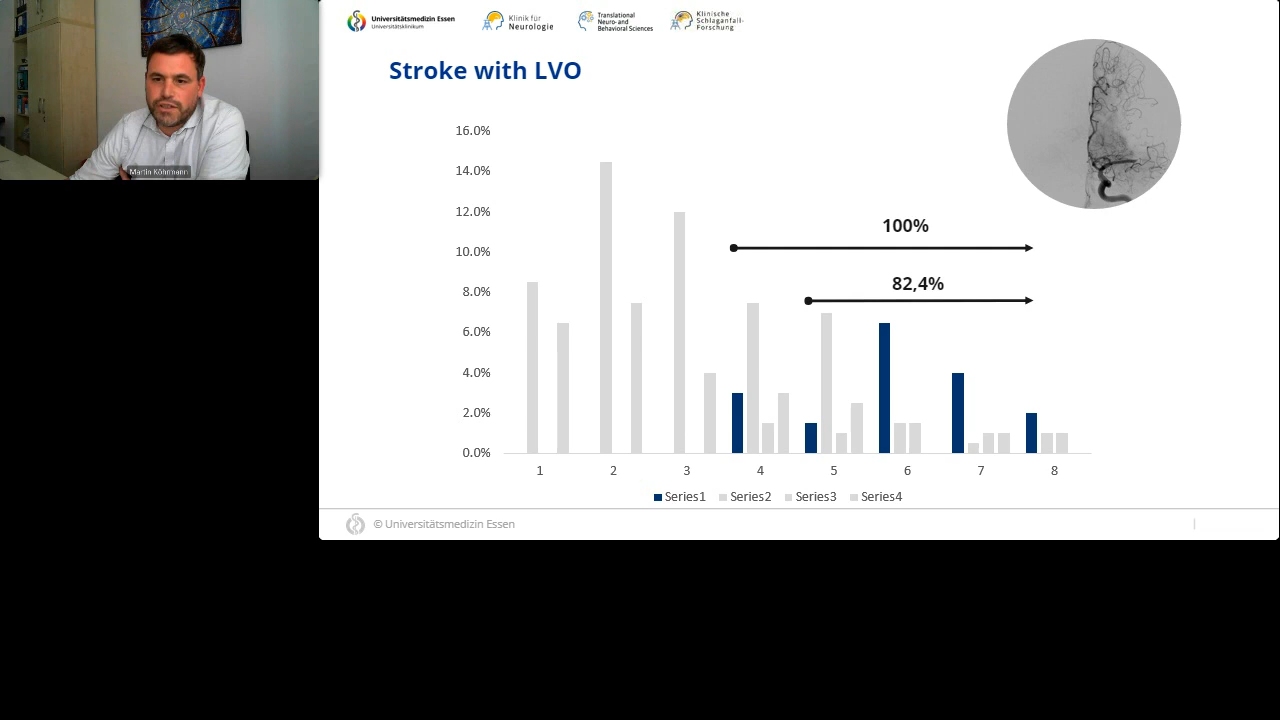 Martin Köhrmann
Universitätsmedizin Essen
Universitätsklinikum
Klinik für
Neurologie
Translational
Neuro- and
Behavioral Sciences
Klinische
Schlaganfall-
Forschung
Stroke with LVO
16.0%
14.0%
12.0%
10.0%
8.0%
6.0%
4.0%
2.0%
0.0%
100%
82,4%
1 2 3 4 5 6 7 8
Series1 Series2 Series3 Series4
© Universitätsmedizin Essen